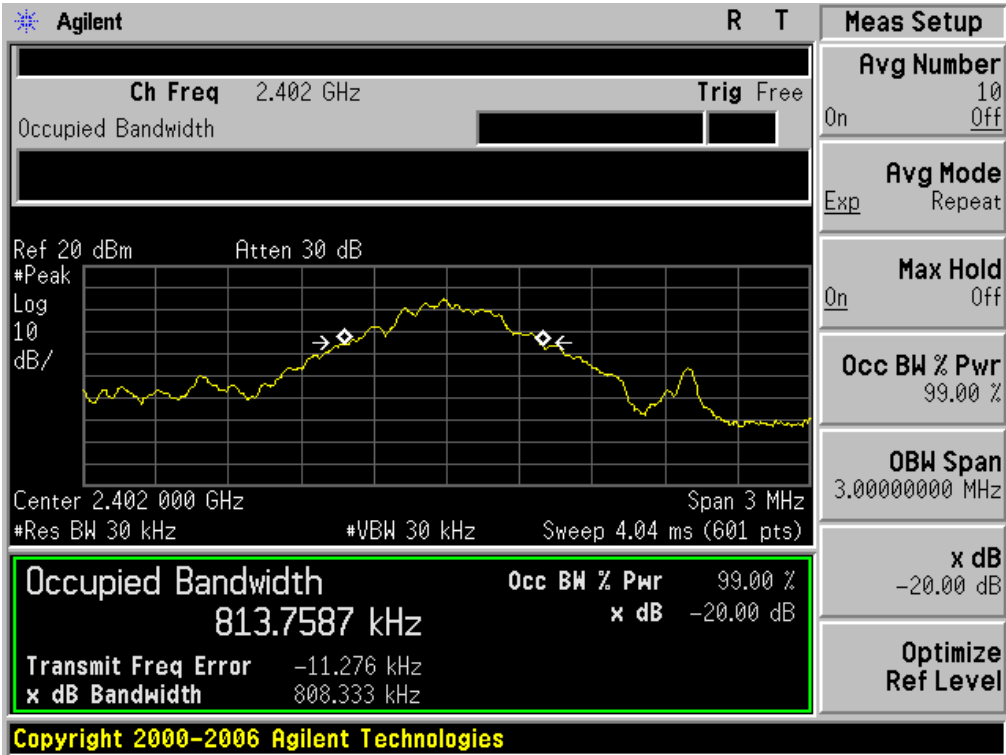 Agilent R T
Meas Setup
Ch Freq 2.402 GHz Trig Free
Occupied Bandwidth
Ref 20 dBm Atten 30 dB
#Peak
Log
10
dB/
Center 2.402 000 GHz Span 3 MHz
#Res BW 30 kHz #VBW 30 kHz Sweep 4.04 ms (601 pts)
Occupied Bandwidth
813.7587 kHz
Occ BW % Pwr 99.00 %
x dB -20.00 dB
Transmit Freq Error -11.276 kHz
x dB Bandwidth 808.333 kHz
Avg Number
10
On Off
Avg Mode
Exp Repeat
Max Hold
On Off
Occ BW % Pwr
99.00 %
OBW Span
3.00000000 MHz
x dB
-20.00 dB
Optimize
Ref Level
Copyright 2000-2006 Agilent Technologies